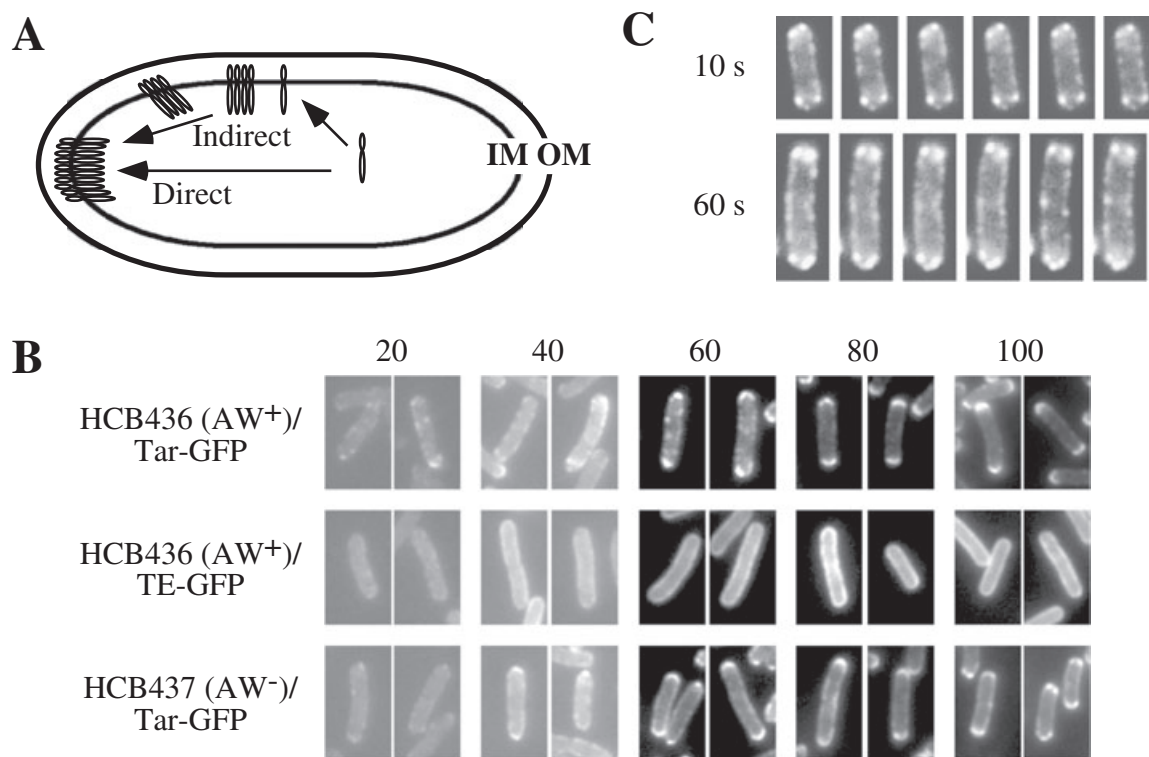 A
Indirect
Direct
IM OM
C
10 s
60 s
B
20 40 60 80 100
HCB436 (AW+)/
Tar-GFP
HCB436 (AW+)/
TE-GFP
HCB437 (AW-)/
Tar-GFP